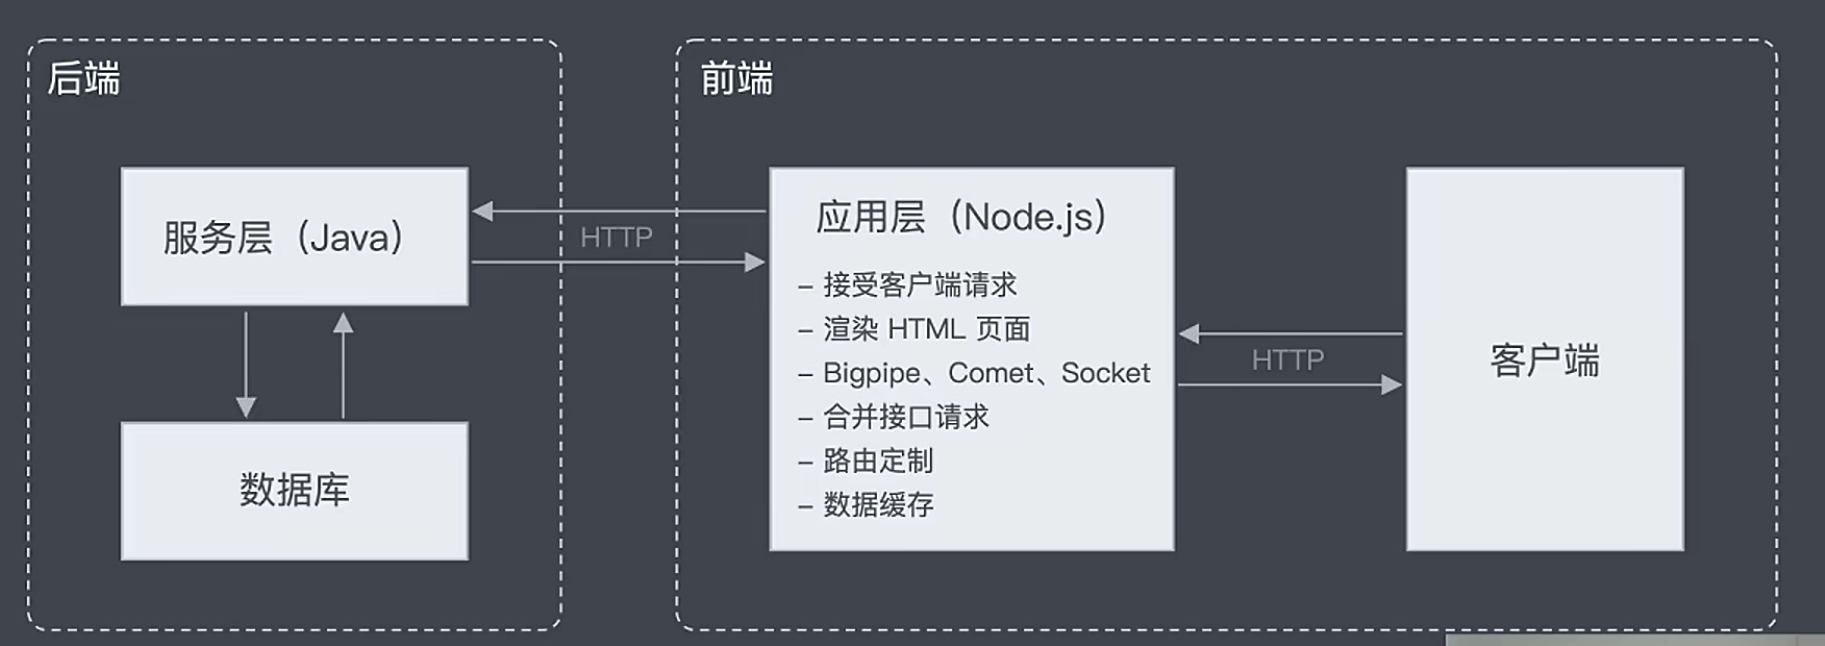 后端
服务层（Java）
数据库
HTTP
前端
应用层（Node.js）
– 接受客户端请求
– 渲染 HTML 页面
– Bigpipe、Comet、Socket
– 合并接口请求
– 路由定制
– 数据缓存
HTTP
客户端